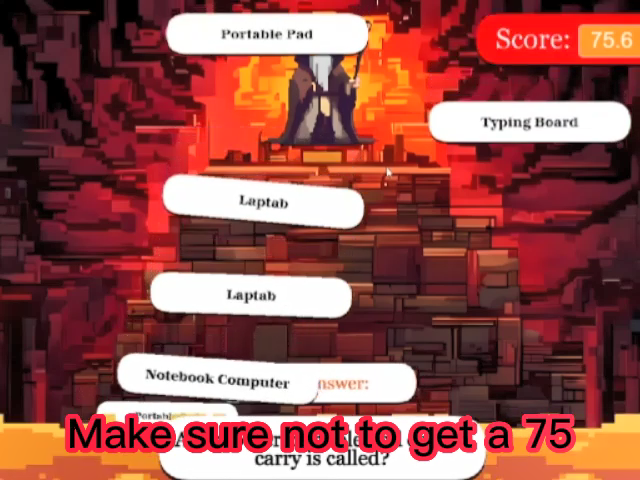 Portable Pad
Score: 75.6
Typing Board
Laptab
Laptab
Notebook Computer
Make sure not to get a 75
carry is called?